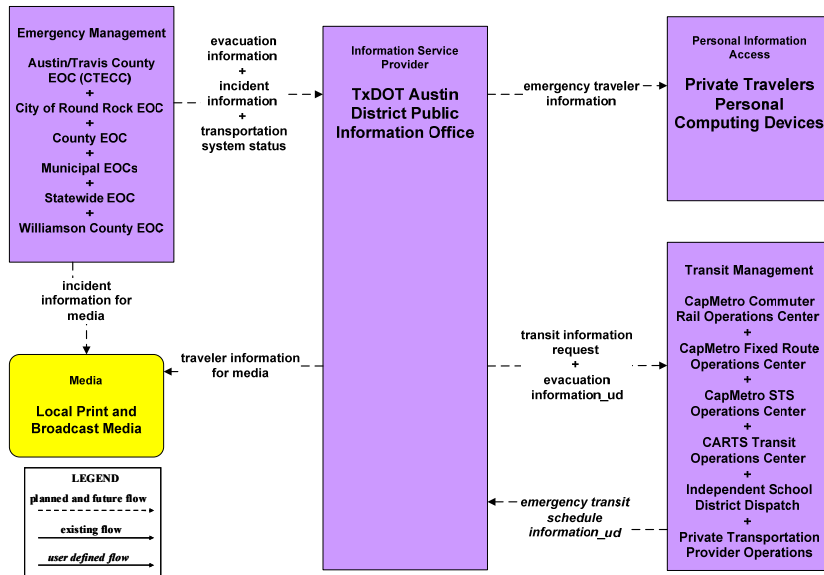 Emergency Management
Austin/Travis County
EOC (CTECC)
+
City of Round Rock EOC
+
County EOC
+
Municipal EOCs
+
Statewide EOC
+
Williamson County EOC
evacuation
information
+
incident
information
+
transportation
system status
Information Service
Provider
TxDOT Austin
District Public
Information Office
emergency traveler
information
Personal Information
Access
Private Travelers
Personal
Computing Devices
incident
information for
media
traveler information
for media
Media
Local Print and
Broadcast Media
transit information
request
+
evacuation
information_ud
Transit Management
CapMetro Commuter
Rail Operations Center
+
CapMetro Fixed Route
Operations Center
+
CapMetro STS
Operations Center
+
CARTS Transit
Operations Center
+
Independent School
District Dispatch
+
Private Transportation
Provider Operations
emergency transit
schedule
information_ud
LEGEND
planned and future flow
existing flow
user defined flow